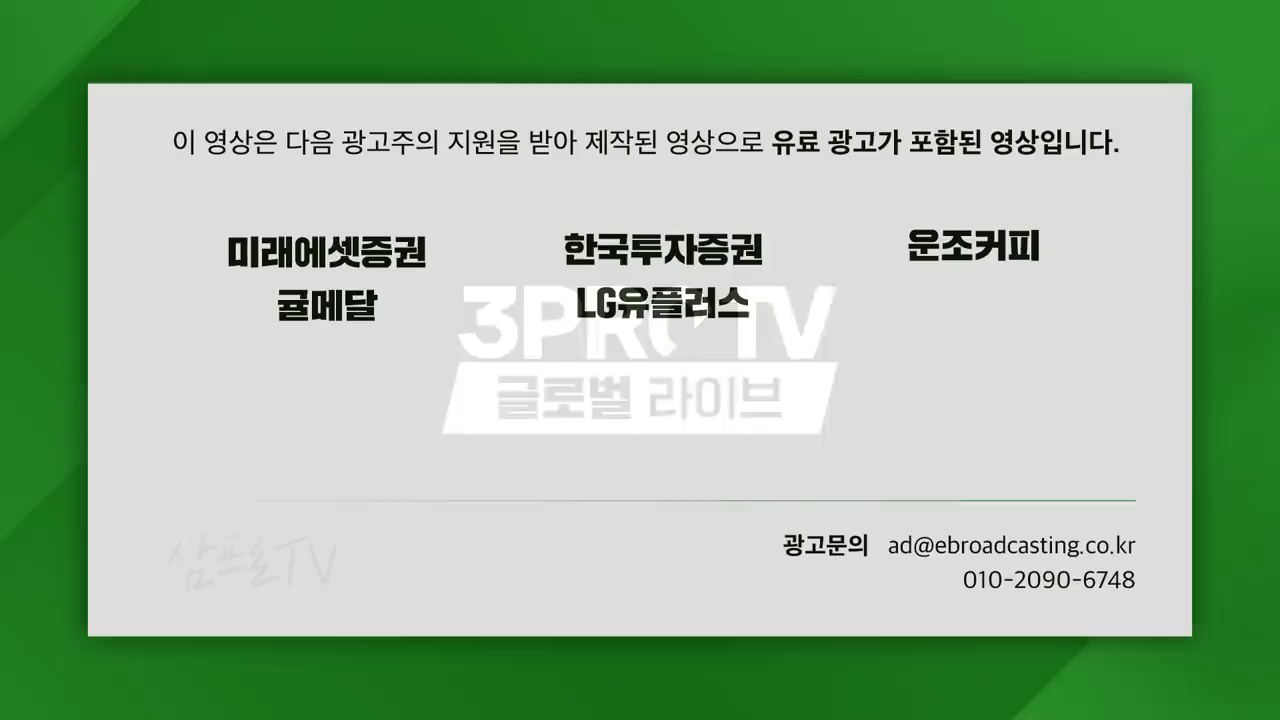 이 영상은 다음 광고주의 지원을 받아 제작된 영상으로 유료 광고가 포함된 영상입니다.
미래에셋증권 한국투자증권 운조커피
귤메달 LG유플러스
3PROTV
글로벌 라이브
삼프로TV
광고문의 ad@ebroadcasting.co.kr
010-2090-6748